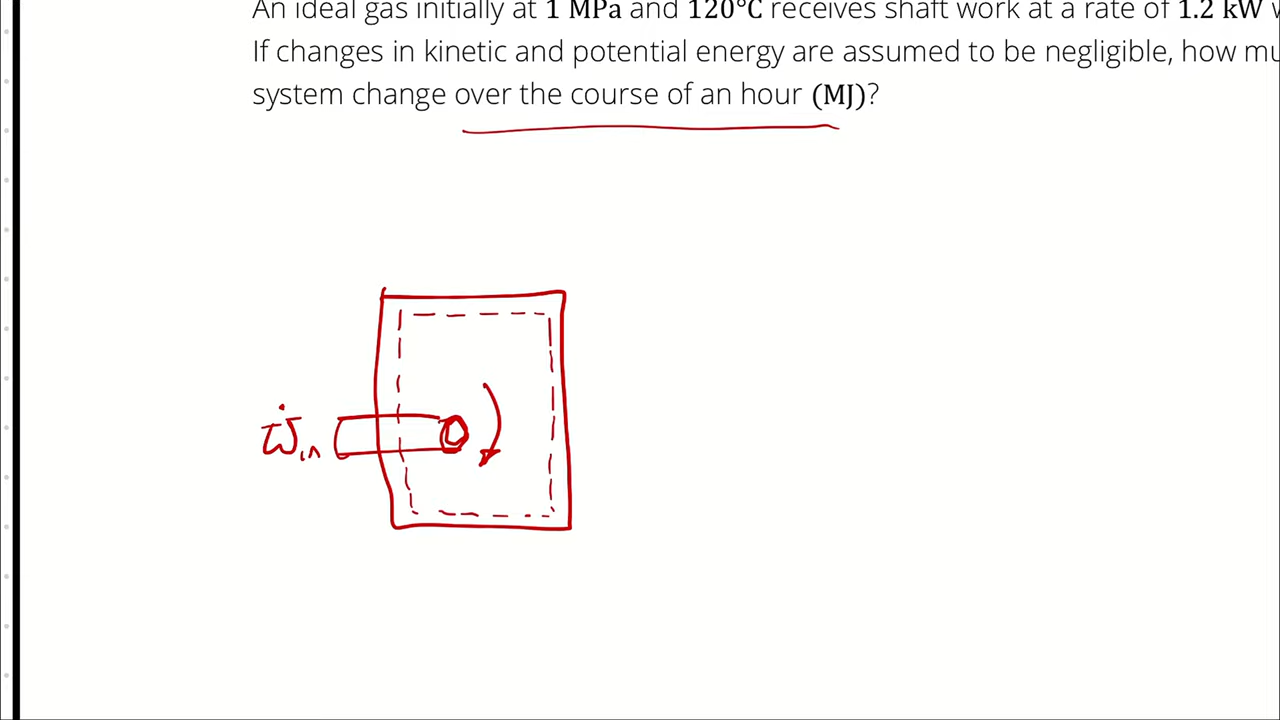 An ideal gas initially at 1 MPa and 120°C receives shaft work at a rate of 1.2 kW
If changes in kinetic and potential energy are assumed to be negligible, how
system change over the course of an hour (MJ)?
Ẇin